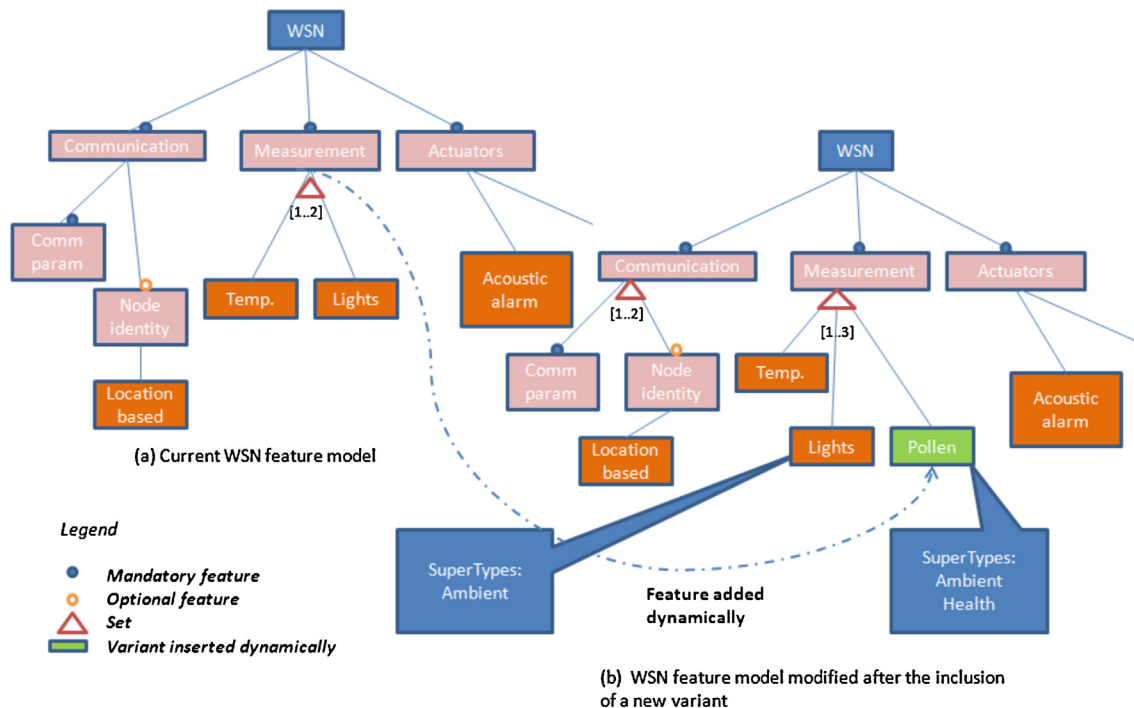 WSN
Communication
Measurement
Actuators
[1..2]
Comm
param
Node
identity
Temp.
Lights
Acoustic
alarm
Location
based
(a) Current WSN feature model
WSN
Communication
Measurement
Actuators
[1..2]
[1..3]
Comm
param
Node
identity
Temp.
Acoustic
alarm
Location
based
Lights
Pollen
SuperTypes:
Ambient
SuperTypes:
Ambient
Health
Feature added
dynamically
Legend
Mandatory feature
Optional feature
Set
Variant inserted dynamically
(b) WSN feature model modified after the inclusion
of a new variant